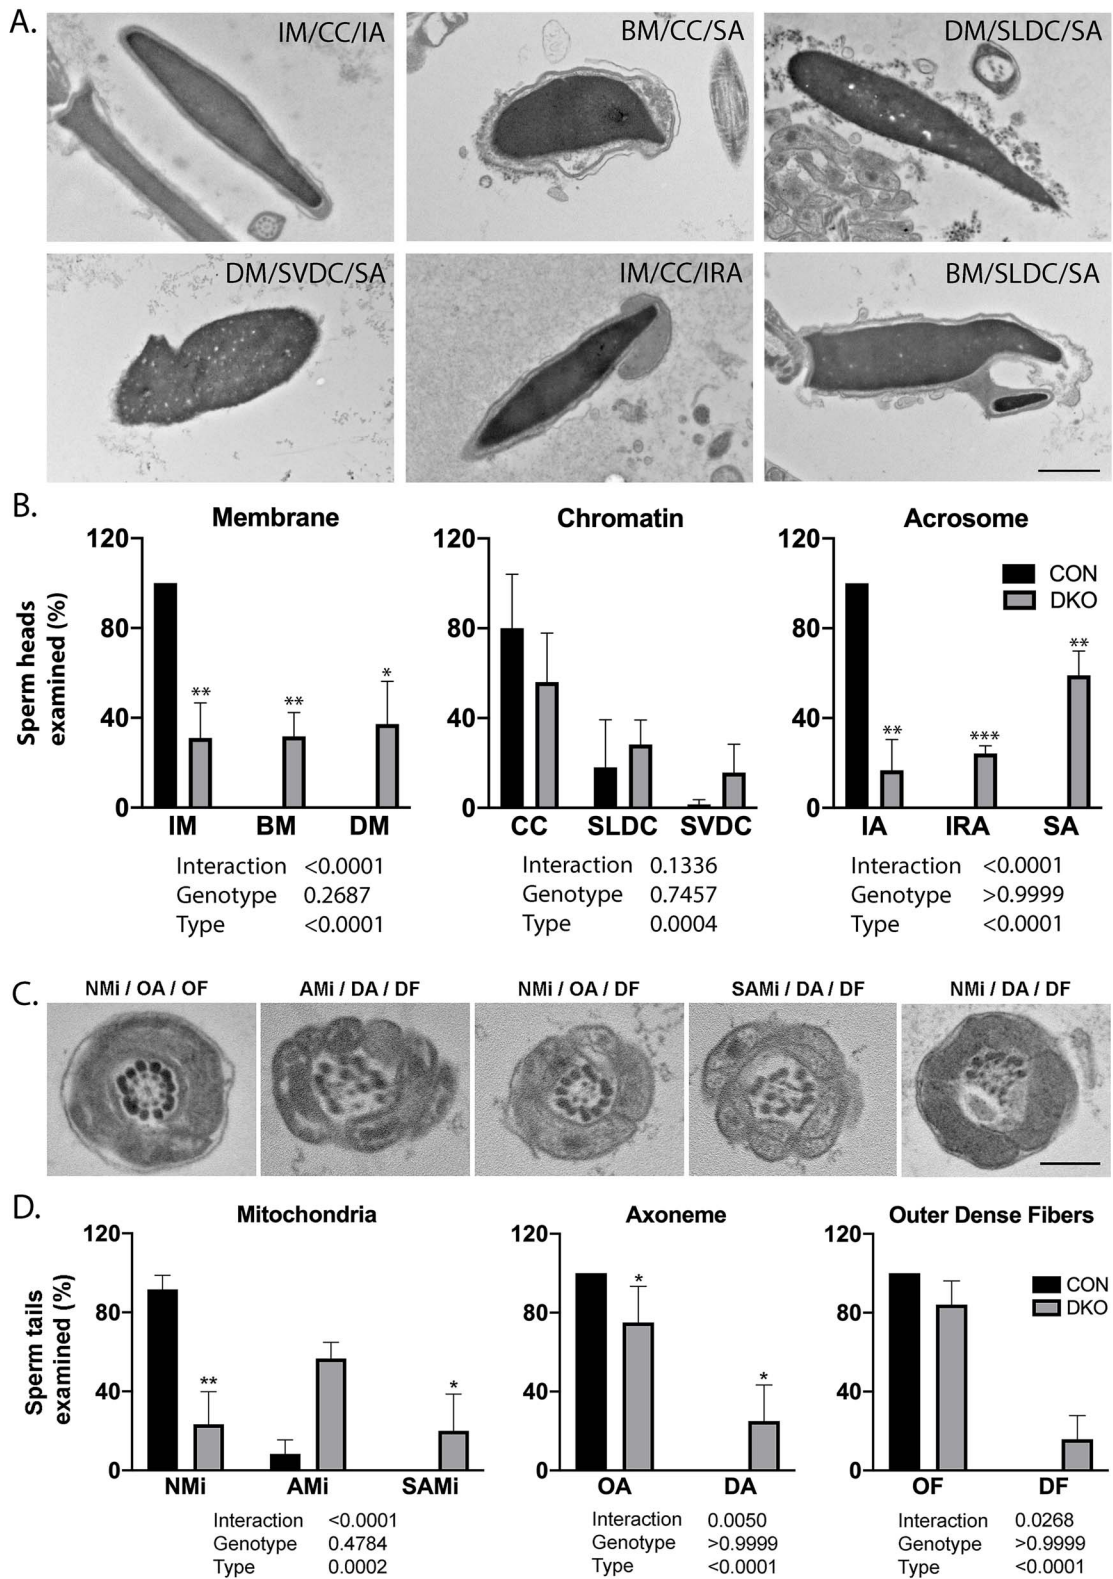 A.
IM/CC/IA
BM/CC/SA
DM/SLDC/SA
DM/SVDC/SA
IM/CC/IRA
BM/SLDC/SA
B.
Membrane
Chromatin
Acrosome
Sperm heads
examined (%)
120
80
40
0
** ** *
IM BM DM
120
80
40
0
CC SLDC SVDC
120
80
40
0
CON
DKO
** *** **
IA IRA SA
Interaction <0.0001
Genotype 0.2687
Type <0.0001
Interaction 0.1336
Genotype 0.7457
Type 0.0004
Interaction <0.0001
Genotype >0.9999
Type <0.0001
C.
NMi / OA / OF
AMi / DA / DF
NMi / OA / DF
SAMi / DA / DF
NMi / DA / DF
D.
Mitochondria
Axoneme
Outer Dense Fibers
Sperm tails
examined (%)
120
80
40
0
** *
NMi AMi SAMi
120
80
40
0
* *
OA DA
120
80
40
0
CON
DKO
OF DF
Interaction <0.0001
Genotype 0.4784
Type 0.0002
Interaction 0.0050
Genotype >0.9999
Type <0.0001
Interaction 0.0268
Genotype >0.9999
Type <0.0001